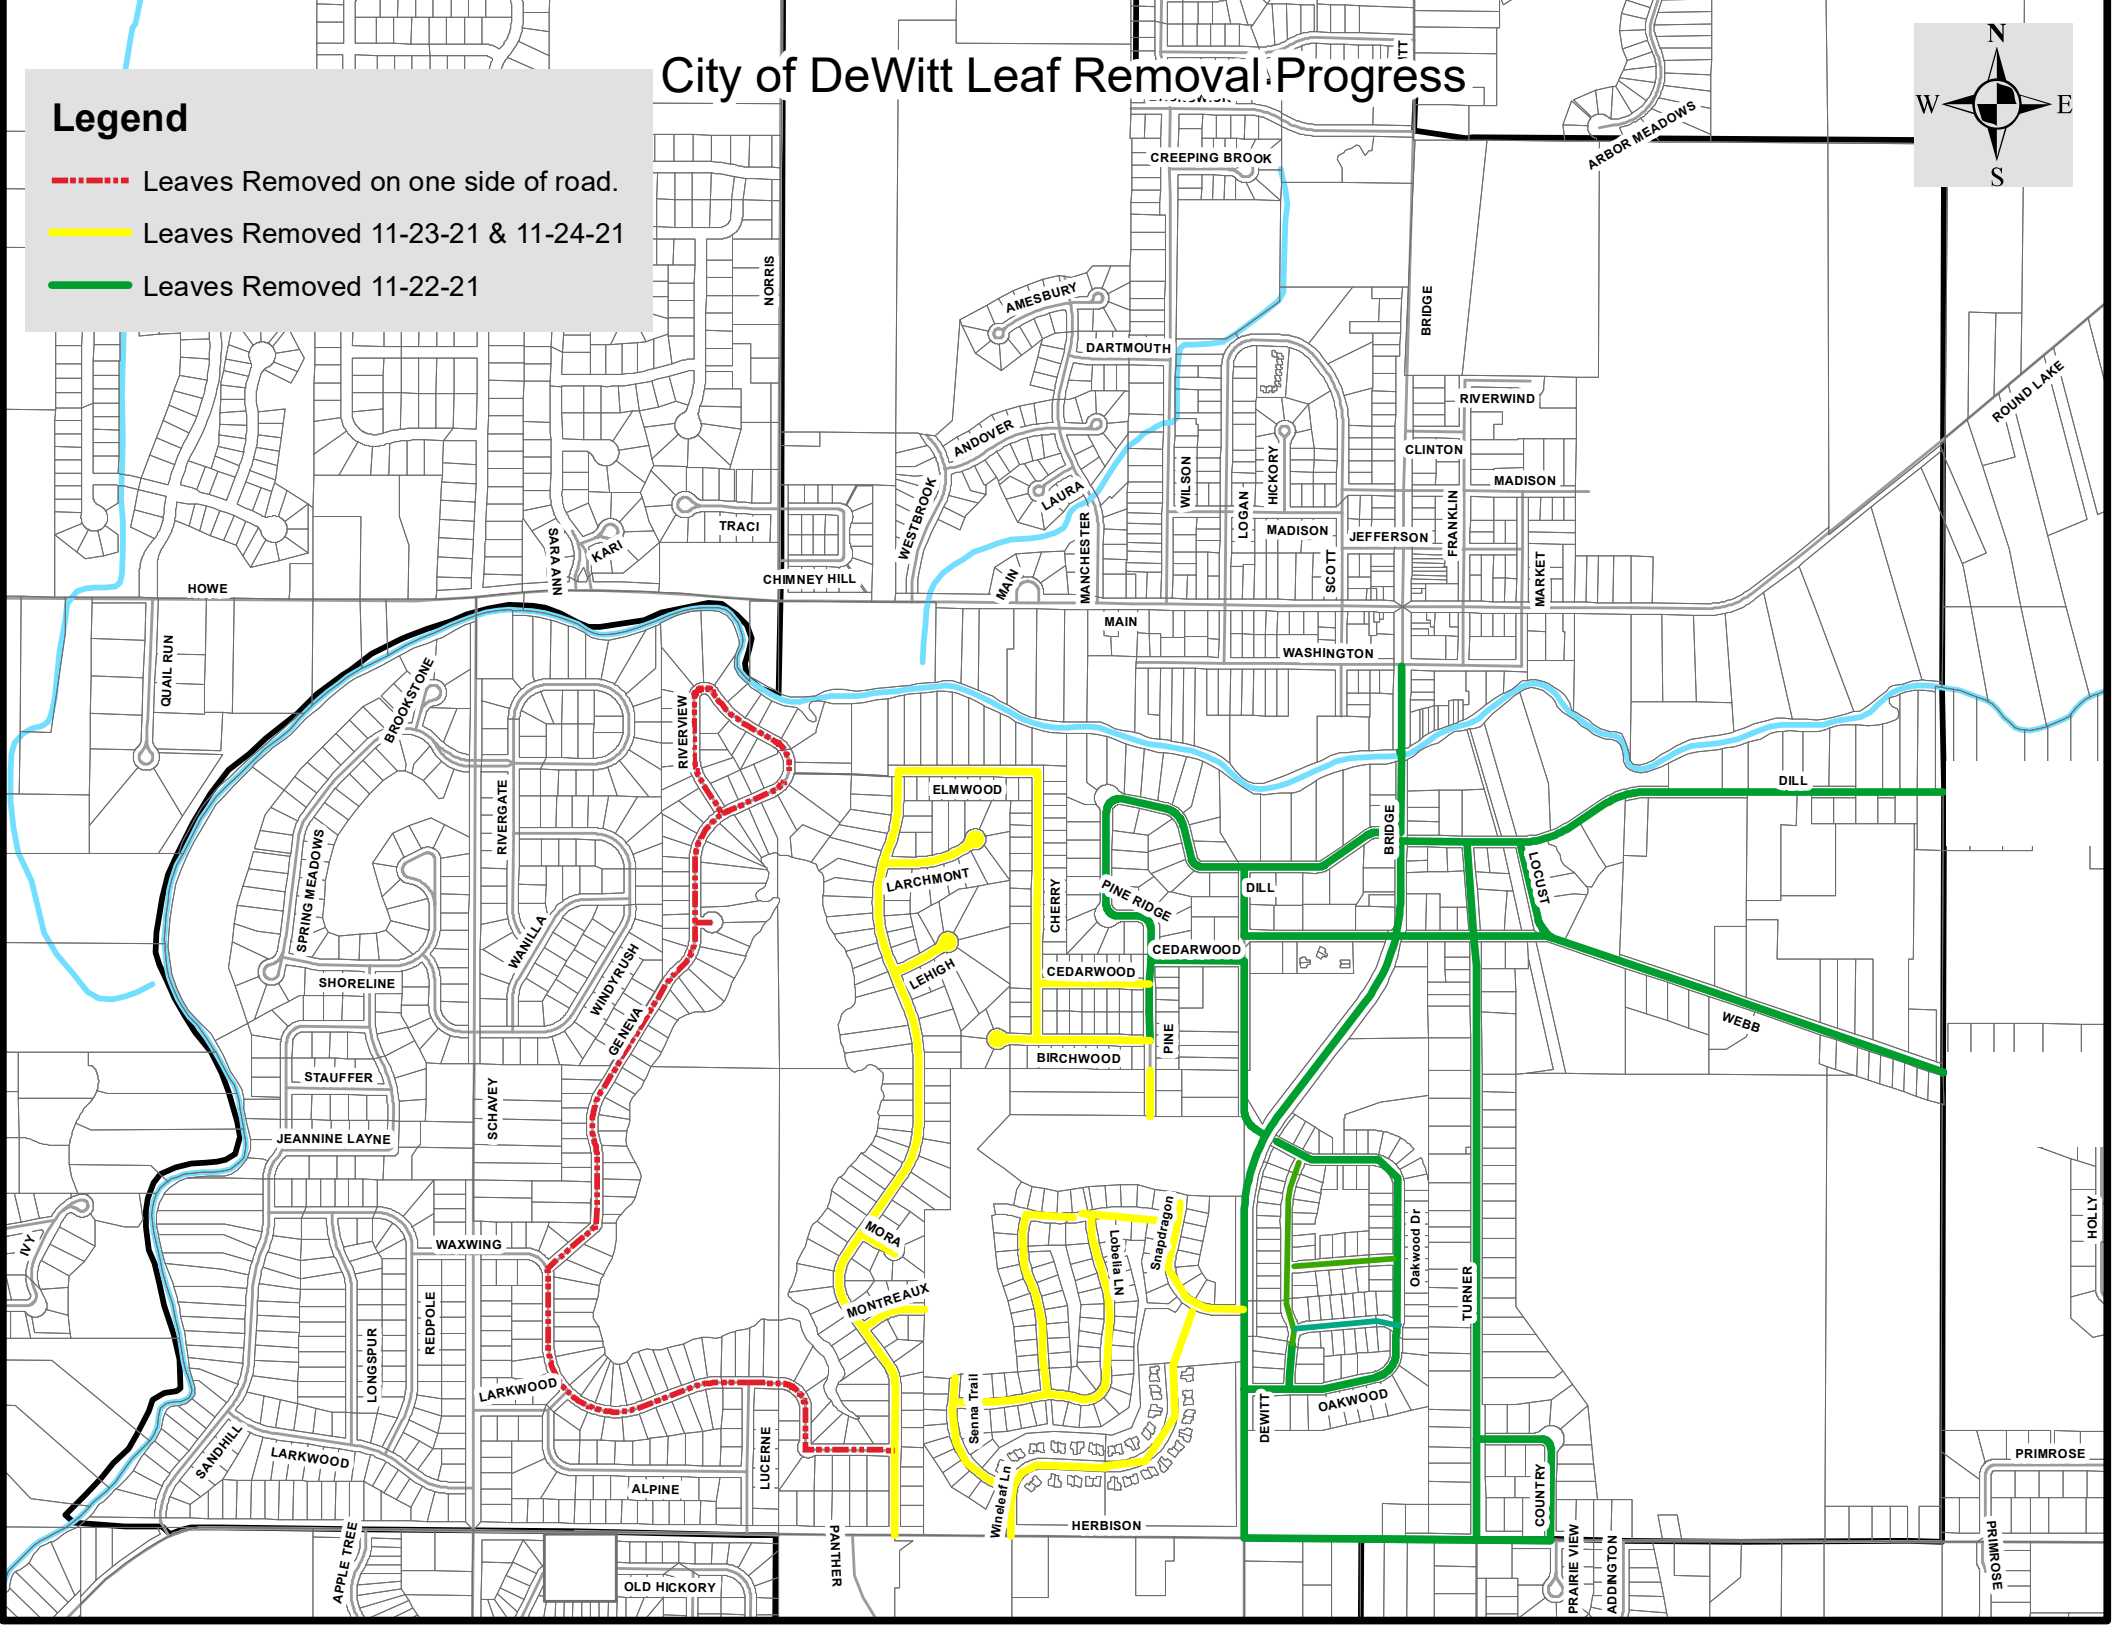 City of DeWitt Leaf Removal Progress
Legend
Leaves Removed on one side of road.
Leaves Removed 11-23-21 & 11-24-21
Leaves Removed 11-22-21
N
W
E
S
ARBOR MEADOWS
CREEPING BROOK
NORRIS
AMESBURY
DARTMOUTH
BRIDGE
RIVERWIND
ROUND LAKE
ANDOVER
CLINTON
WILSON
HICKORY
MADISON
LAURA
WESTBROOK
LOGAN
FRANKLIN
TRACI
MADISON
JEFFERSON
SARA ANN
KARI
MANCHESTER
SCOTT
MARKET
CHIMNEY HILL
HOWE
MAIN
MAIN
QUAIL RUN
WASHINGTON
BROOKSTONE
RIVERVIEW
DILL
ELMWOOD
RIVERGATE
BRIDGE
SPRING MEADOWS
LARCHMONT
CHERRY
PINE RIDGE
DILL
LOCUST
WANILLA
CEDARWOOD
WINDYRUSH
LEHIGH
CEDARWOOD
SHORELINE
GENEVA
PINE
WEBB
BIRCHWOOD
STAUFFER
SCHAVEY
JEANNINE LAYNE
IVY
WAXWING
MORA
Lobelia LN
Snapdragon
Oakwood Dr
HOLLY
MONTREAUX
TURNER
REDPOLE
LONGSPUR
LARKWOOD
Senna Trail
DEWITT
OAKWOOD
SANDHILL
LARKWOOD
LUCERNE
PRIMROSE
ALPINE
Wineleaf Ln
COUNTRY
HERBISON
APPLE TREE
PANTHER
OLD HICKORY
PRAIRIE VIEW
ADDINGTON
PRIMROSE